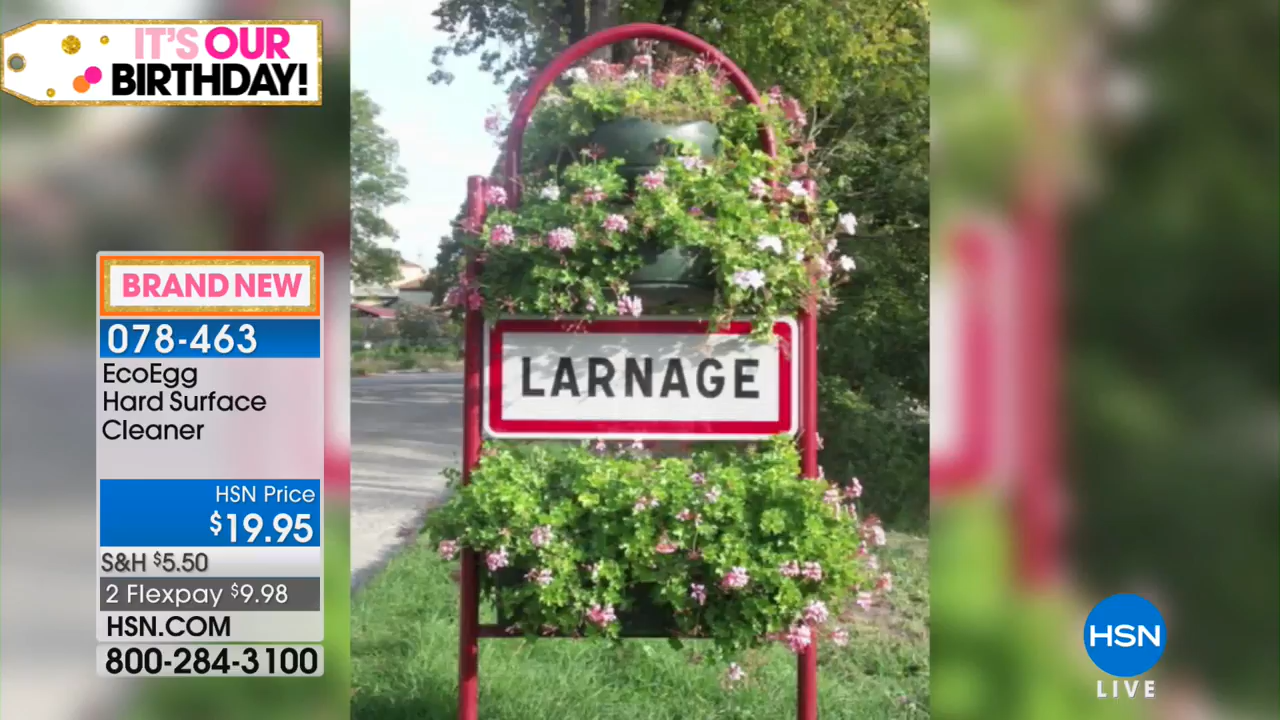 IT'S OUR
BIRTHDAY!
BRAND NEW
078-463
EcoEgg
Hard Surface
Cleaner
HSN Price
$19.95
S&H $5.50
2 Flexpay $9.98
HSN.COM
800-284-3100
LARNAGE
HSN
LIVE